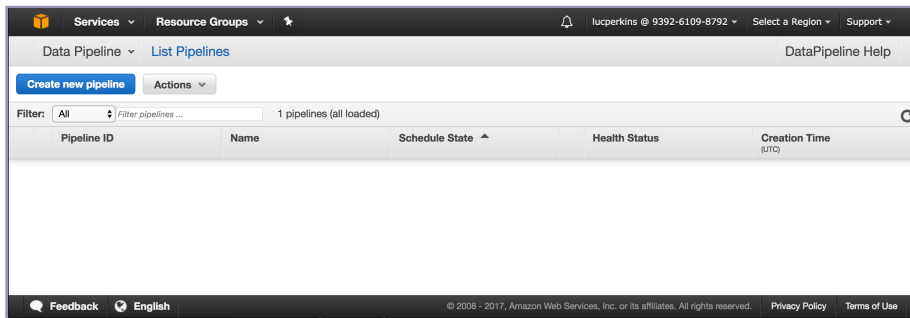 Services Resource Groups lucperkins @ 9392-6109-8792 Select a Region Support
Data Pipeline List Pipelines DataPipeline Help
Create new pipeline Actions
Filter: All Filter pipelines ... 1 pipelines (all loaded)
Pipeline ID Name Schedule State Health Status Creation Time
(UTC)
Feedback English © 2008 - 2017, Amazon Web Services, Inc. or its affiliates. All rights reserved. Privacy Policy Terms of Use